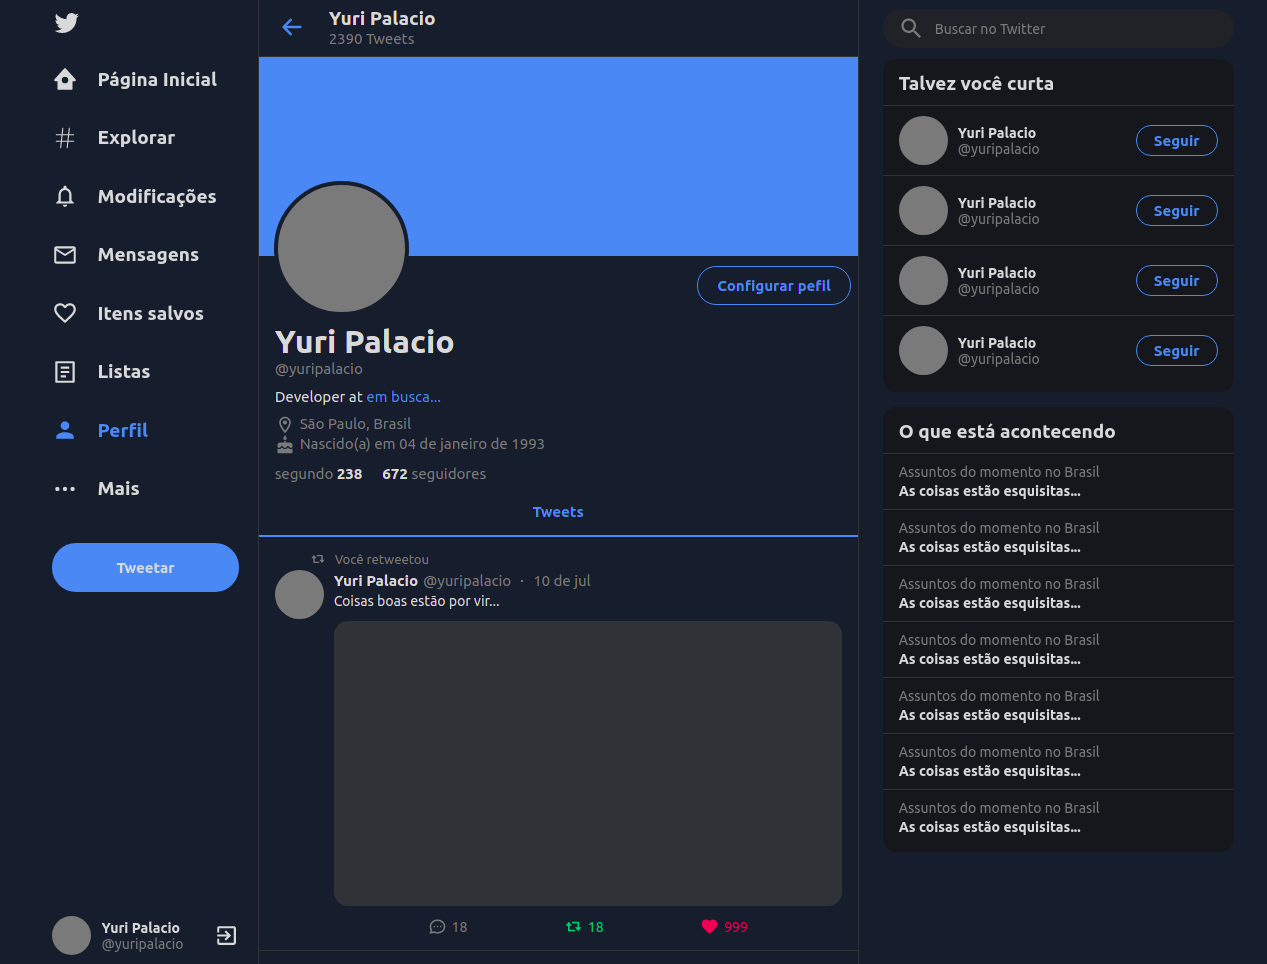 Página Inicial
Explorar
Modificações
Mensagens
Itens salvos
Listas
Perfil
Mais
Tweetar
Yuri Palacio
@yuripalacio
Yuri Palacio
2390 Tweets
Configurar pefil
Yuri Palacio
@yuripalacio
Developer at em busca...
São Paulo, Brasil
Nascido(a) em 04 de janeiro de 1993
segundo 238 672 seguidores
Tweets
Você retweetou
Yuri Palacio @yuripalacio · 10 de jul
Coisas boas estão por vir...
18 18 999
Buscar no Twitter
Talvez você curta
Yuri Palacio
@yuripalacio
Seguir
Yuri Palacio
@yuripalacio
Seguir
Yuri Palacio
@yuripalacio
Seguir
Yuri Palacio
@yuripalacio
Seguir
O que está acontecendo
Assuntos do momento no Brasil
As coisas estão esquisitas...
Assuntos do momento no Brasil
As coisas estão esquisitas...
Assuntos do momento no Brasil
As coisas estão esquisitas...
Assuntos do momento no Brasil
As coisas estão esquisitas...
Assuntos do momento no Brasil
As coisas estão esquisitas...
Assuntos do momento no Brasil
As coisas estão esquisitas...
Assuntos do momento no Brasil
As coisas estão esquisitas...